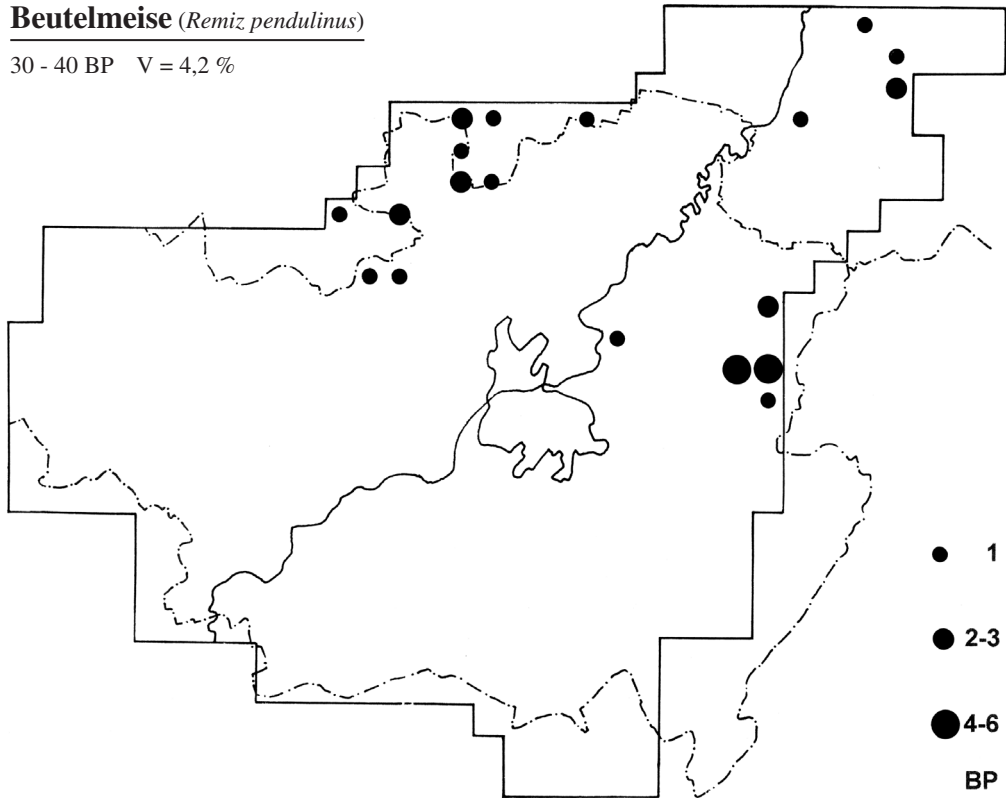 Beutelmeise (Remiz pendulinus)
30 - 40 BP V = 4,2 %
1
2-3
4-6
BP